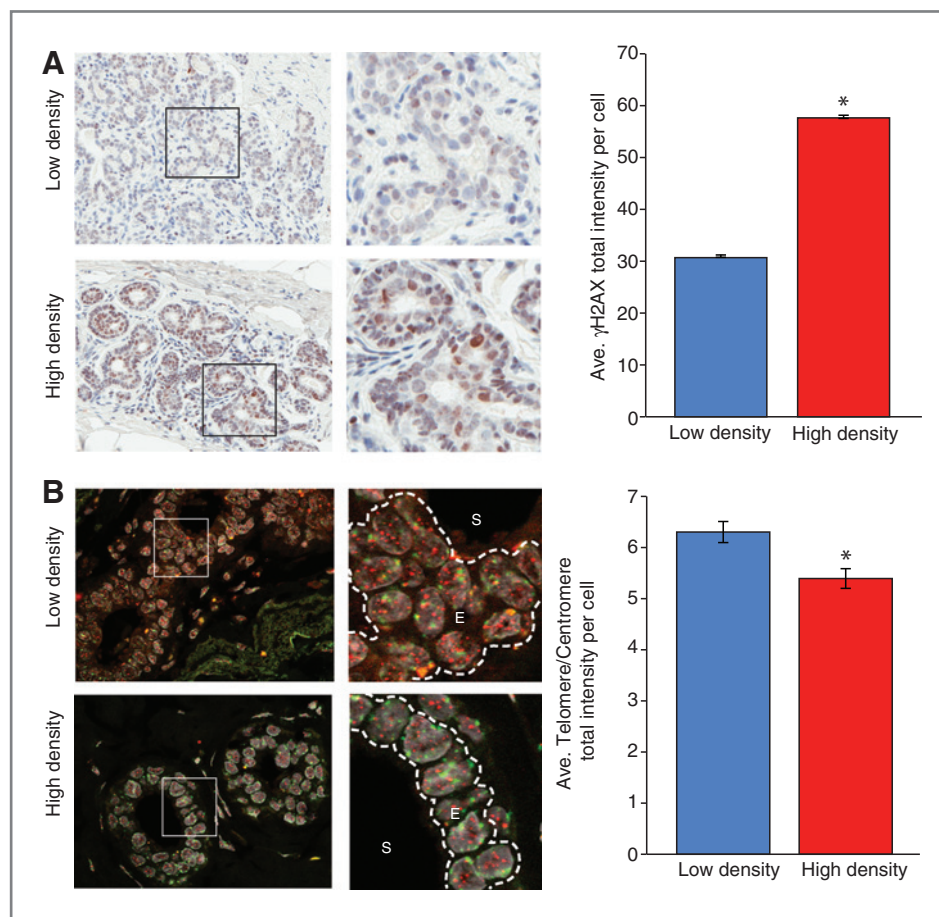 A
Low density
High density
Ave. γH2AX total intensity per cell
70
60
50
40
30
20
10
0
*
Low density
High density
B
Low density
High density
S
E
S
E
Ave. Telomere/Centromere
total intensity per cell
7
6
5
4
3
2
1
0
*
Low density
High density